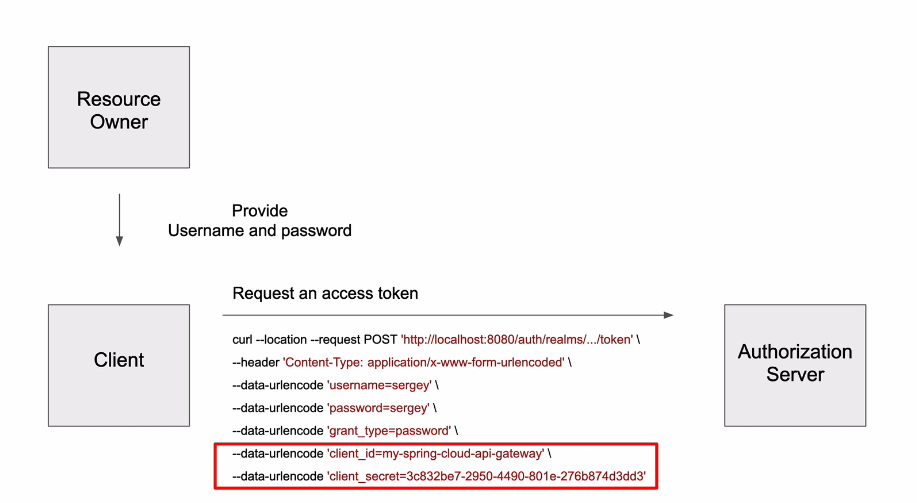 Resource
Owner
Provide
Username and password
Request an access token
Client
curl --location --request POST 'http://localhost:8080/auth/realms/.../token' \
--header 'Content-Type: application/x-www-form-urlencoded' \
--data-urlencode 'username=sergey' \
--data-urlencode 'password=sergey' \
--data-urlencode 'grant_type=password' \
--data-urlencode 'client_id=my-spring-cloud-api-gateway' \
--data-urlencode 'client_secret=3c832be7-2950-4490-801e-276b874d3dd3'
Authorization
Server